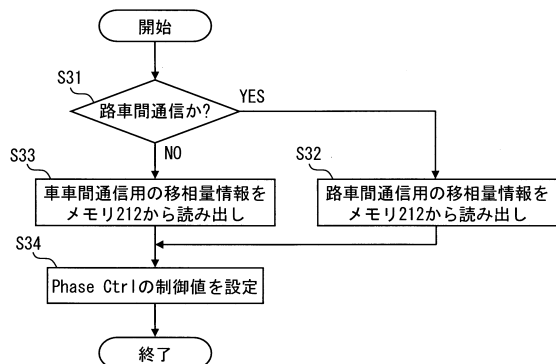 開始
S31
路車間通信か?
YES
NO
S33
車車間通信用の移相量情報を
メモリ212から読み出し
S32
路車間通信用の移相量情報を
メモリ212から読み出し
S34
Phase Ctrlの制御値を設定
終了